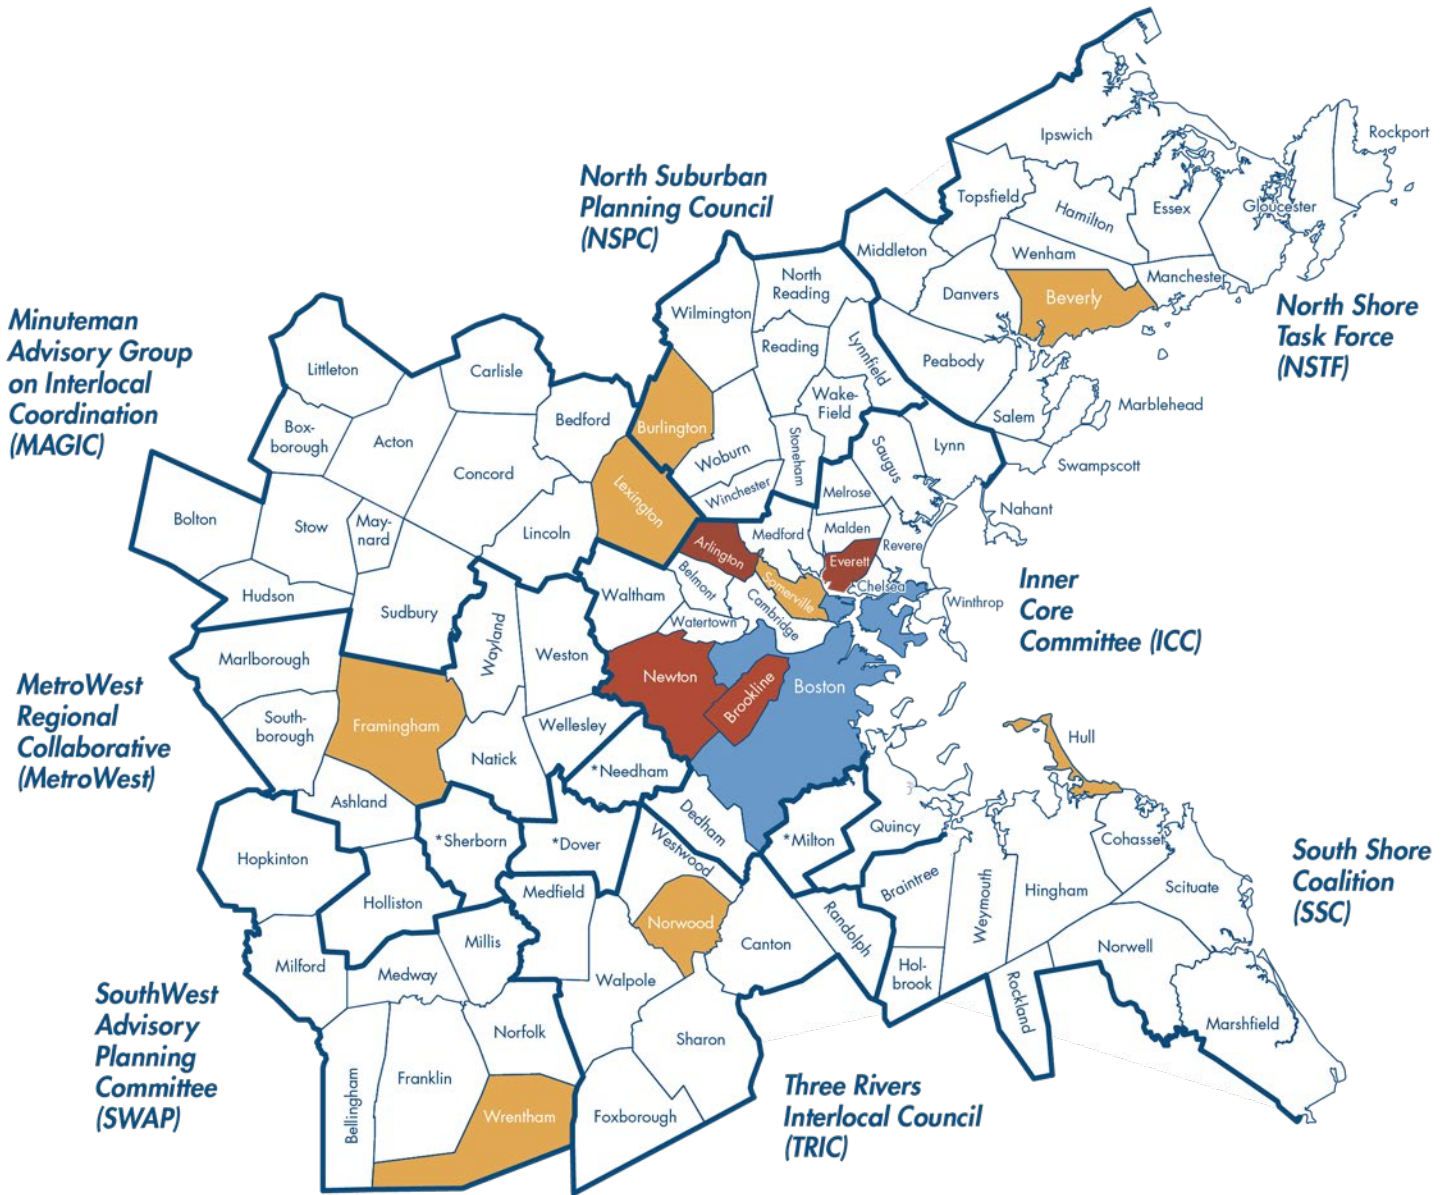 North Suburban
Planning Council
(NSPC)
Minuteman
Advisory Group
on Interlocal
Coordination
(MAGIC)
North Shore
Task Force
(NSTF)
Inner
Core
Committee (ICC)
MetroWest
Regional
Collaborative
(MetroWest)
South Shore
Coalition
(SSC)
SouthWest
Advisory
Planning
Committee
(SWAP)
Three Rivers
Interlocal Council
(TRIC)
Ipswich
Rockport
Topsfield
Hamilton
Essex
Gloucester
Middleton
Wenham
Manchester
Danvers
Beverly
Peabody
Salem
Marblehead
Swampscott
Nahant
North
Reading
Wilmington
Reading
Lynnfield
Wake-
Field
Burlington
Woburn
Stoneham
Winchester
Littleton
Carlisle
Bedford
Box-
borough
Acton
Concord
Lexington
Bolton
Stow
May-
nard
Lincoln
Hudson
Sudbury
Saugus
Lynn
Melrose
Malden
Medford
Revere
Arlington
Everett
Chelsea
Winthrop
Belmont
Somerville
Cambridge
Waltham
Watertown
Newton
Brookline
Boston
Marlborough
South-
borough
Framingham
Wayland
Weston
Wellesley
Natick
Ashland
Hull
*Needham
Dedham
*Milton
Quincy
Cohasset
*Sherborn
*Dover
Westwood
Hopkinton
Holliston
Medfield
Norwood
Canton
Randolph
Braintree
Weymouth
Hingham
Scituate
Norwell
Hol-
brook
Rockland
Marshfield
Milford
Medway
Millis
Walpole
Norfolk
Sharon
Bellingham
Franklin
Wrentham
Foxborough